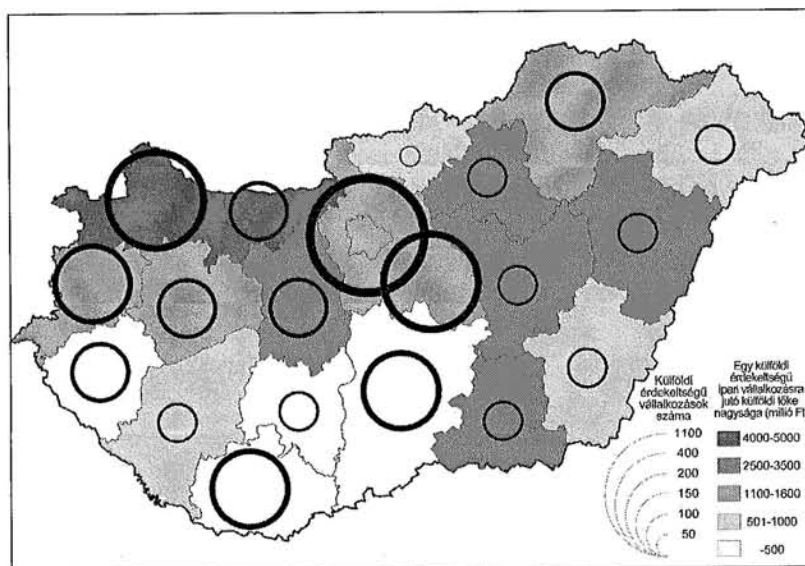 Külföldi
érdekeltségű
vállalkozások
száma
1100
400
200
150
100
50
Egy külföldi
érdekeltségű
ipari vállalkozásra
jutó külföldi tőke
nagysága (millió Ft
4000-5000
2500-3500
1100-1600
501-1000
-500